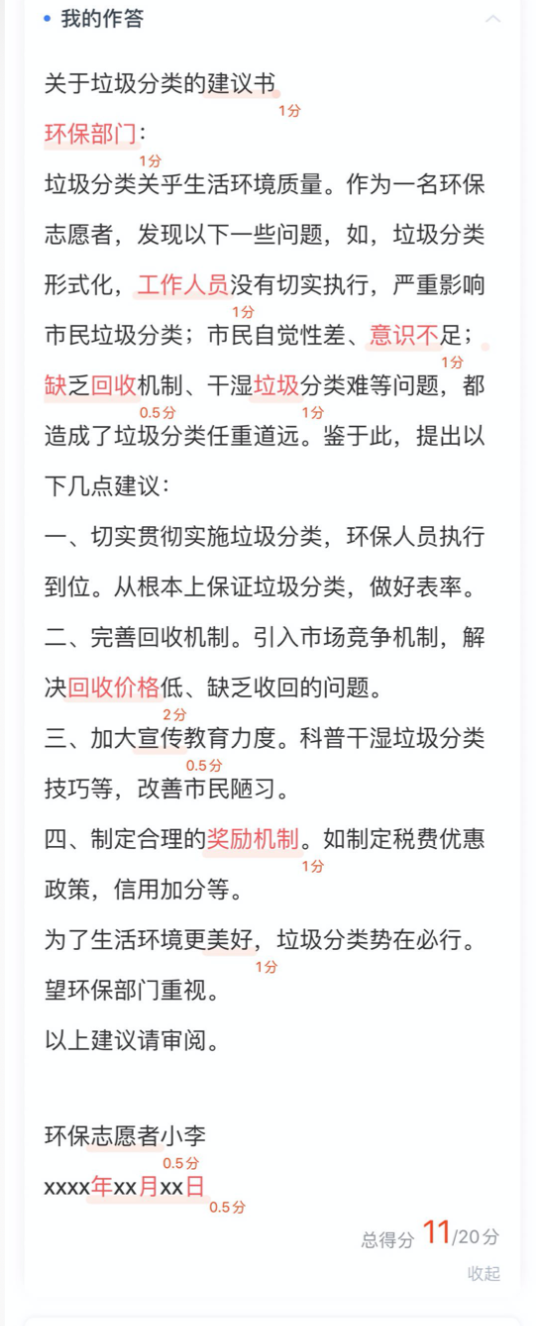 我的作答
关于垃圾分类的建议书
1分
环保部门：
1分
垃圾分类关乎生活环境质量。作为一名环保
志愿者，发现以下一些问题，如，垃圾分类
形式化，工作人员没有切实执行，严重影响
1分
市民垃圾分类；市民自觉性差、意识不足；
1分
缺乏回收机制、干湿垃圾分类难等问题，都
0.5分 1分
造成了垃圾分类任重道远。鉴于此，提出以
下几点建议：
一、切实贯彻实施垃圾分类，环保人员执行
到位。从根本上保证垃圾分类，做好表率。
二、完善回收机制。引入市场竞争机制，解
决回收价格低、缺乏收回的问题。
2分
三、加大宣传教育力度。科普干湿垃圾分类
0.5分
技巧等，改善市民陋习。
四、制定合理的奖励机制。如制定税费优惠
1分
政策，信用加分等。
为了生活环境更美好，垃圾分类势在必行。
1分
望环保部门重视。
以上建议请审阅。
环保志愿者小李
0.5分
xxxx年xx月xx日
0.5分
总得分 11/20分
收起